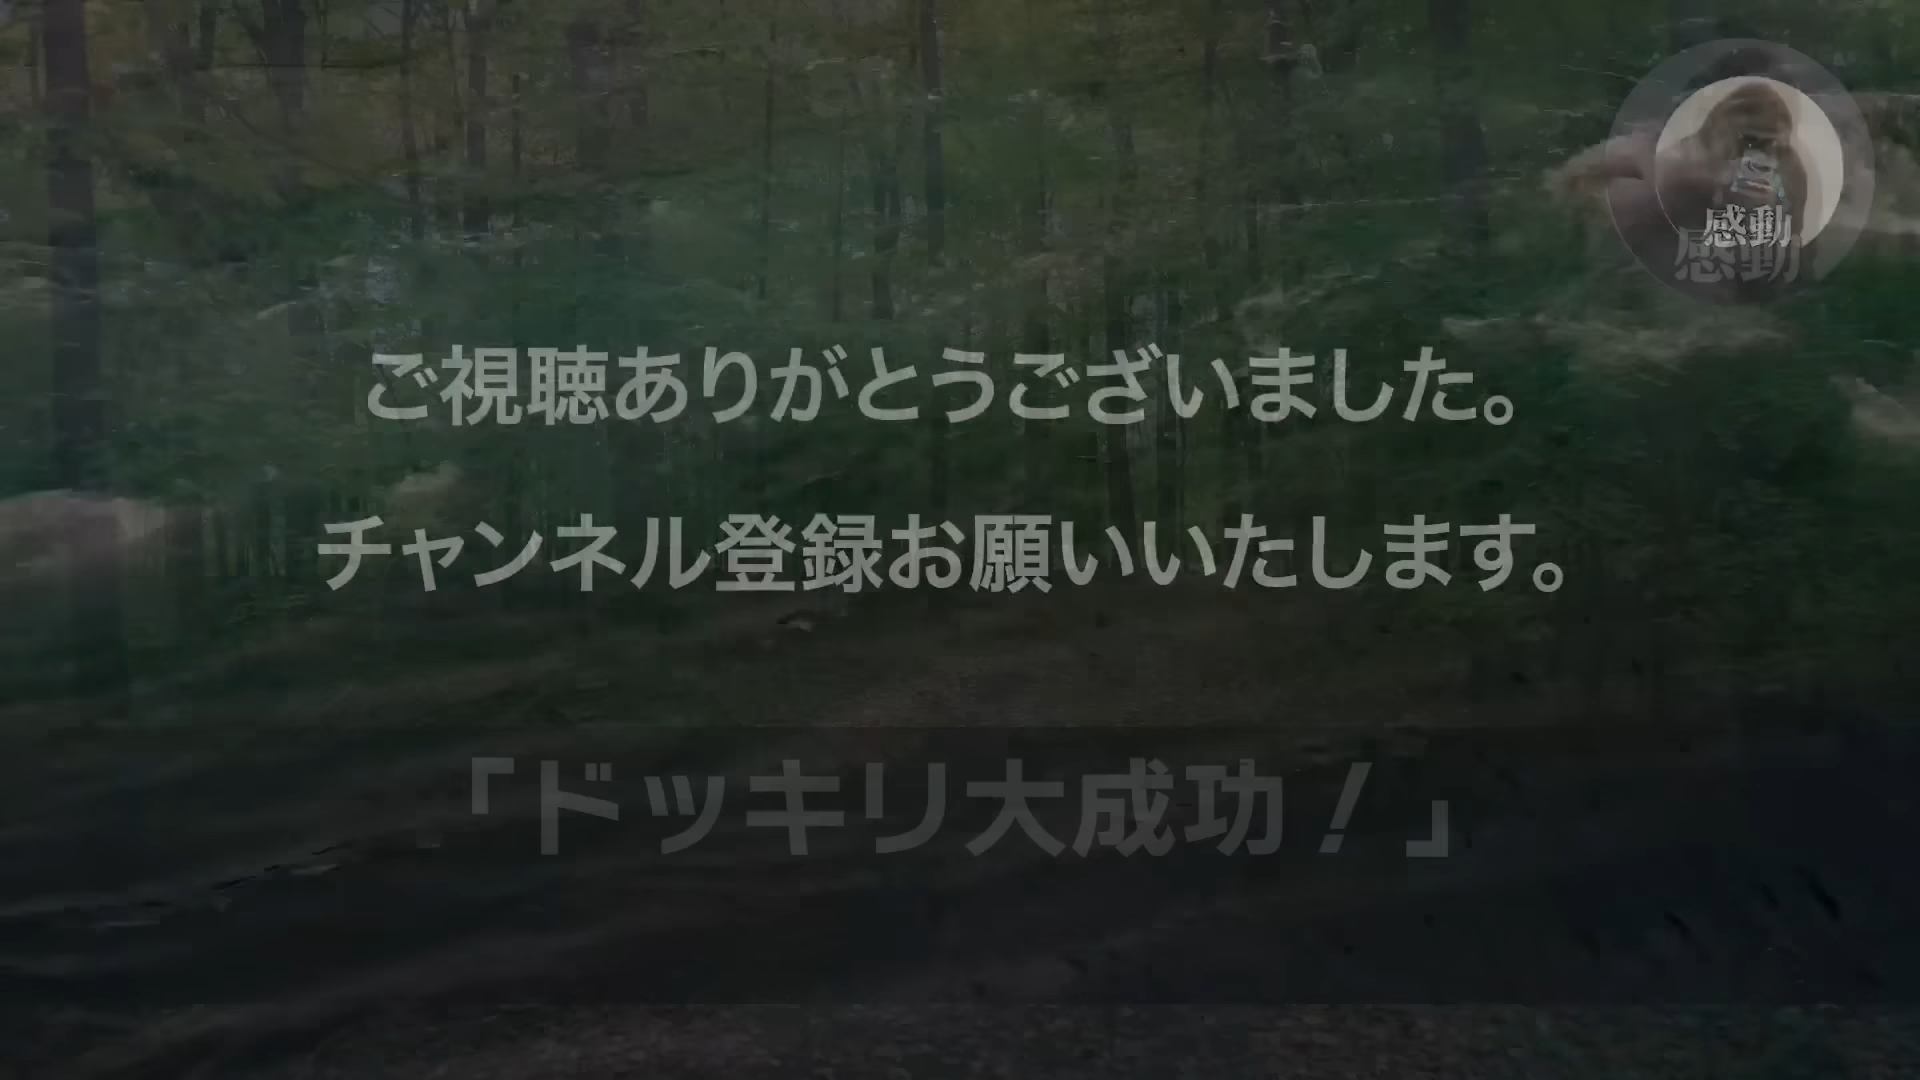 感動
感動
ご視聴ありがとうございました。
チャンネル登録お願いいたします。
「ドッキリ大成功！」